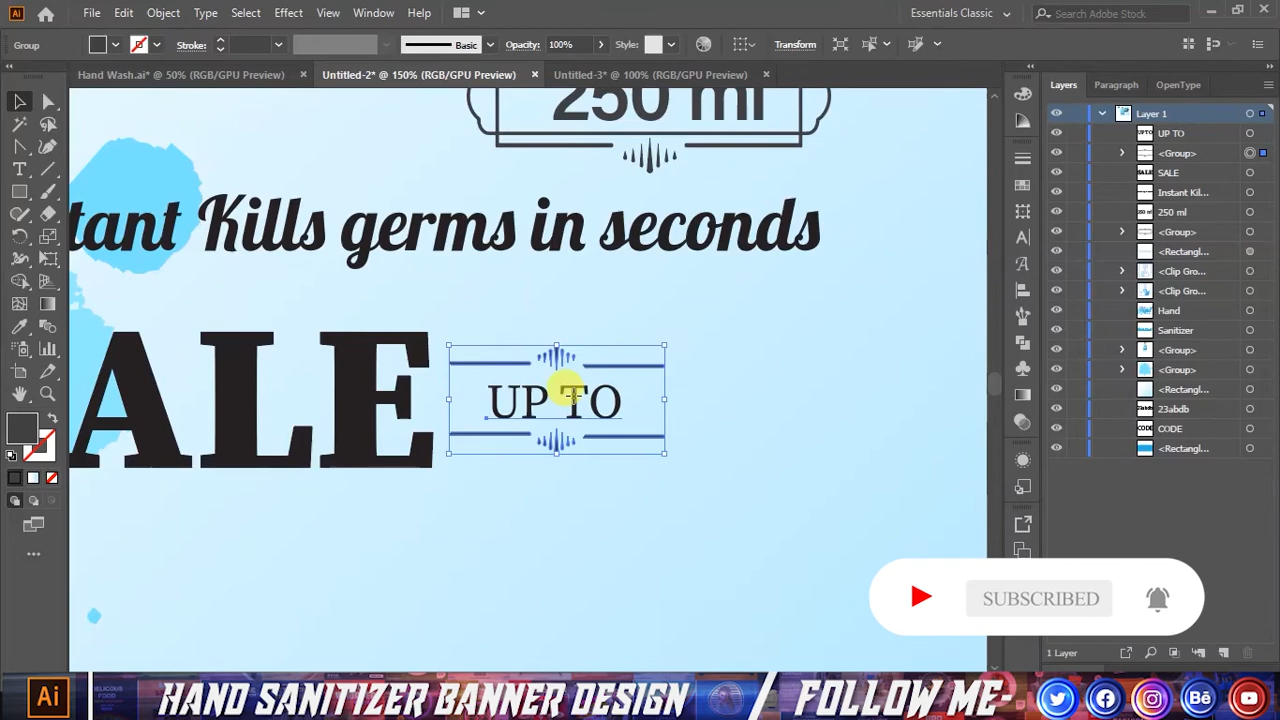 Ai File Edit Object Type Select Effect View Window Help Essentials Classic Search Adobe Stock
Group Stroke: Basic Opacity: 100% Style: Transform
Hand Wash.ai* @ 50% (RGB/GPU Preview) × Untitled-2* @ 150% (RGB/GPU Preview) × Untitled-3* @ 100% (RGB/GPU Preview) ×
Layers Paragraph OpenType
Layer 1
UP TO
<Group>
SALE
Instant Kil...
250 ml
<Group>
<Rectangl...
<Clip Gro...
<Clip Gro...
Hand
Sanitizer
<Group>
<Group>
<Rectangl...
23abdb
CODE
<Rectangl...
1 Layer
250 ml
tant Kills germs in seconds
ALE
UP TO
SUBSCRIBED
Ai HAND SANITIZER BANNER DESIGN / FOLLOW ME- Bē